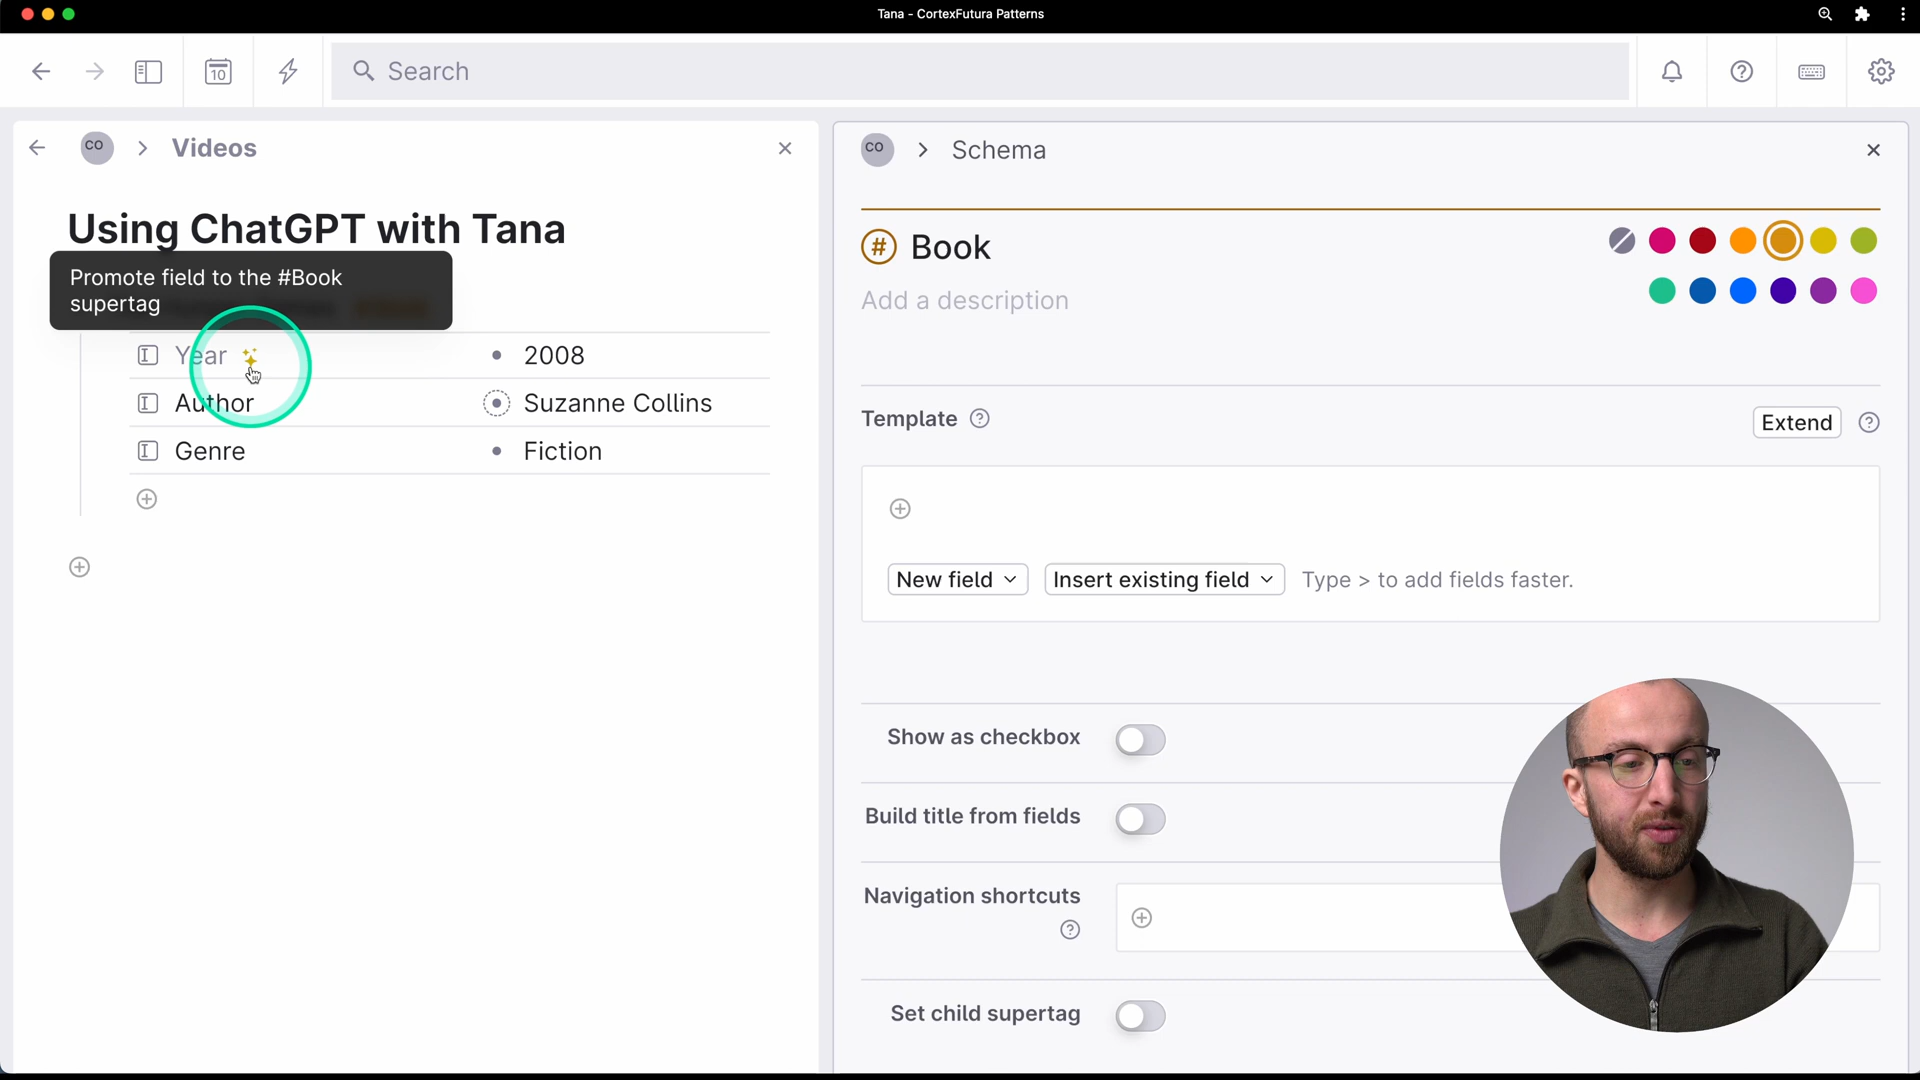 Tana - CortexFutura Patterns
10
Search
CO > Videos
Using ChatGPT with Tana
Promote field to the #Book
supertag
Year
2008
Author
Suzanne Collins
Genre
Fiction
CO > Schema
# Book
Add a description
Template ?
Extend ?
New field
Insert existing field
Type > to add fields faster.
Show as checkbox
Build title from fields
Navigation shortcuts
?
Set child supertag